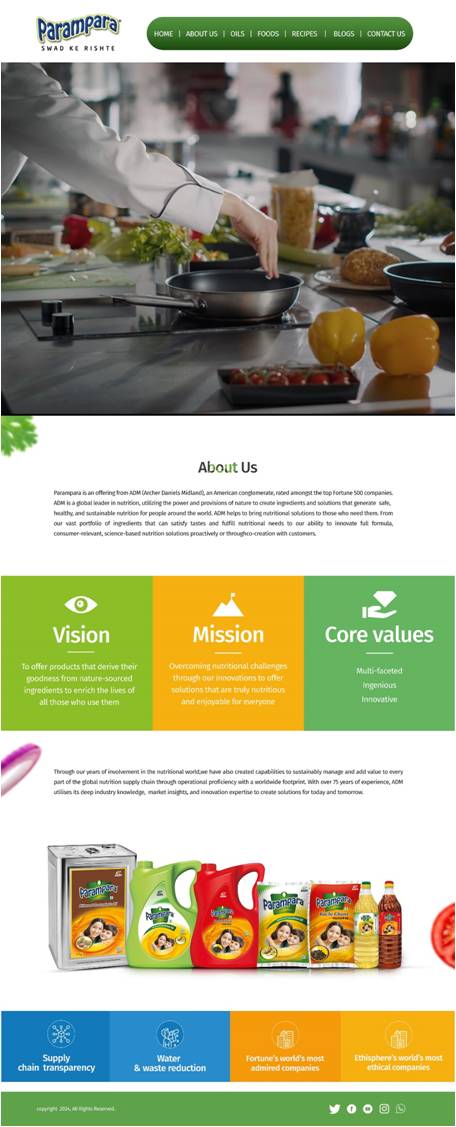 Parampara
SWAD KE RISHTE
HOME | ABOUT US | OILS | FOODS | RECIPES | BLOGS | CONTACT US
About Us
Parampara is an offering from ADM (Archer Daniels Midland), an American conglomerate, rated amongst the top Fortune 500 companies.
ADM is a global leader in nutrition, utilizing the power and provisions of nature to create ingredients and solutions that generate safe,
healthy, and sustainable nutrition for people around the world. ADM helps to bring nutritional solutions to those who need them. From
our vast portfolio of ingredients that can satisfy tastes and fulfill nutritional needs to our ability to innovate full formula,
consumer-relevant, science-based nutrition solutions proactively or throughco-creation with customers.
Vision
To offer products that derive their
goodness from nature-sourced
ingredients to enrich the lives of
all those who use them
Mission
Overcoming nutritional challenges
through our innovations to offer
solutions that are truly nutritious
and enjoyable for everyone
Core values
Multi-faceted
Ingenious
Innovative
Through our years of involvement in the nutritional world,we have also created capabilities to sustainably manage and add value to every
part of the global nutrition supply chain through operational proficiency with a worldwide footprint. With over 75 years of experience, ADM
utilises its deep industry knowledge, market insights, and innovation expertise to create solutions for today and tomorrow.
Parampara
Parampara
Parampara
Parampara
Parampara
Kachi Ghani
Supply
chain transparency
Water
& waste reduction
Fortune's world's most
admired companies
Ethisphere's world's most
ethical companies
copyright 2024, All Rights Reserved.